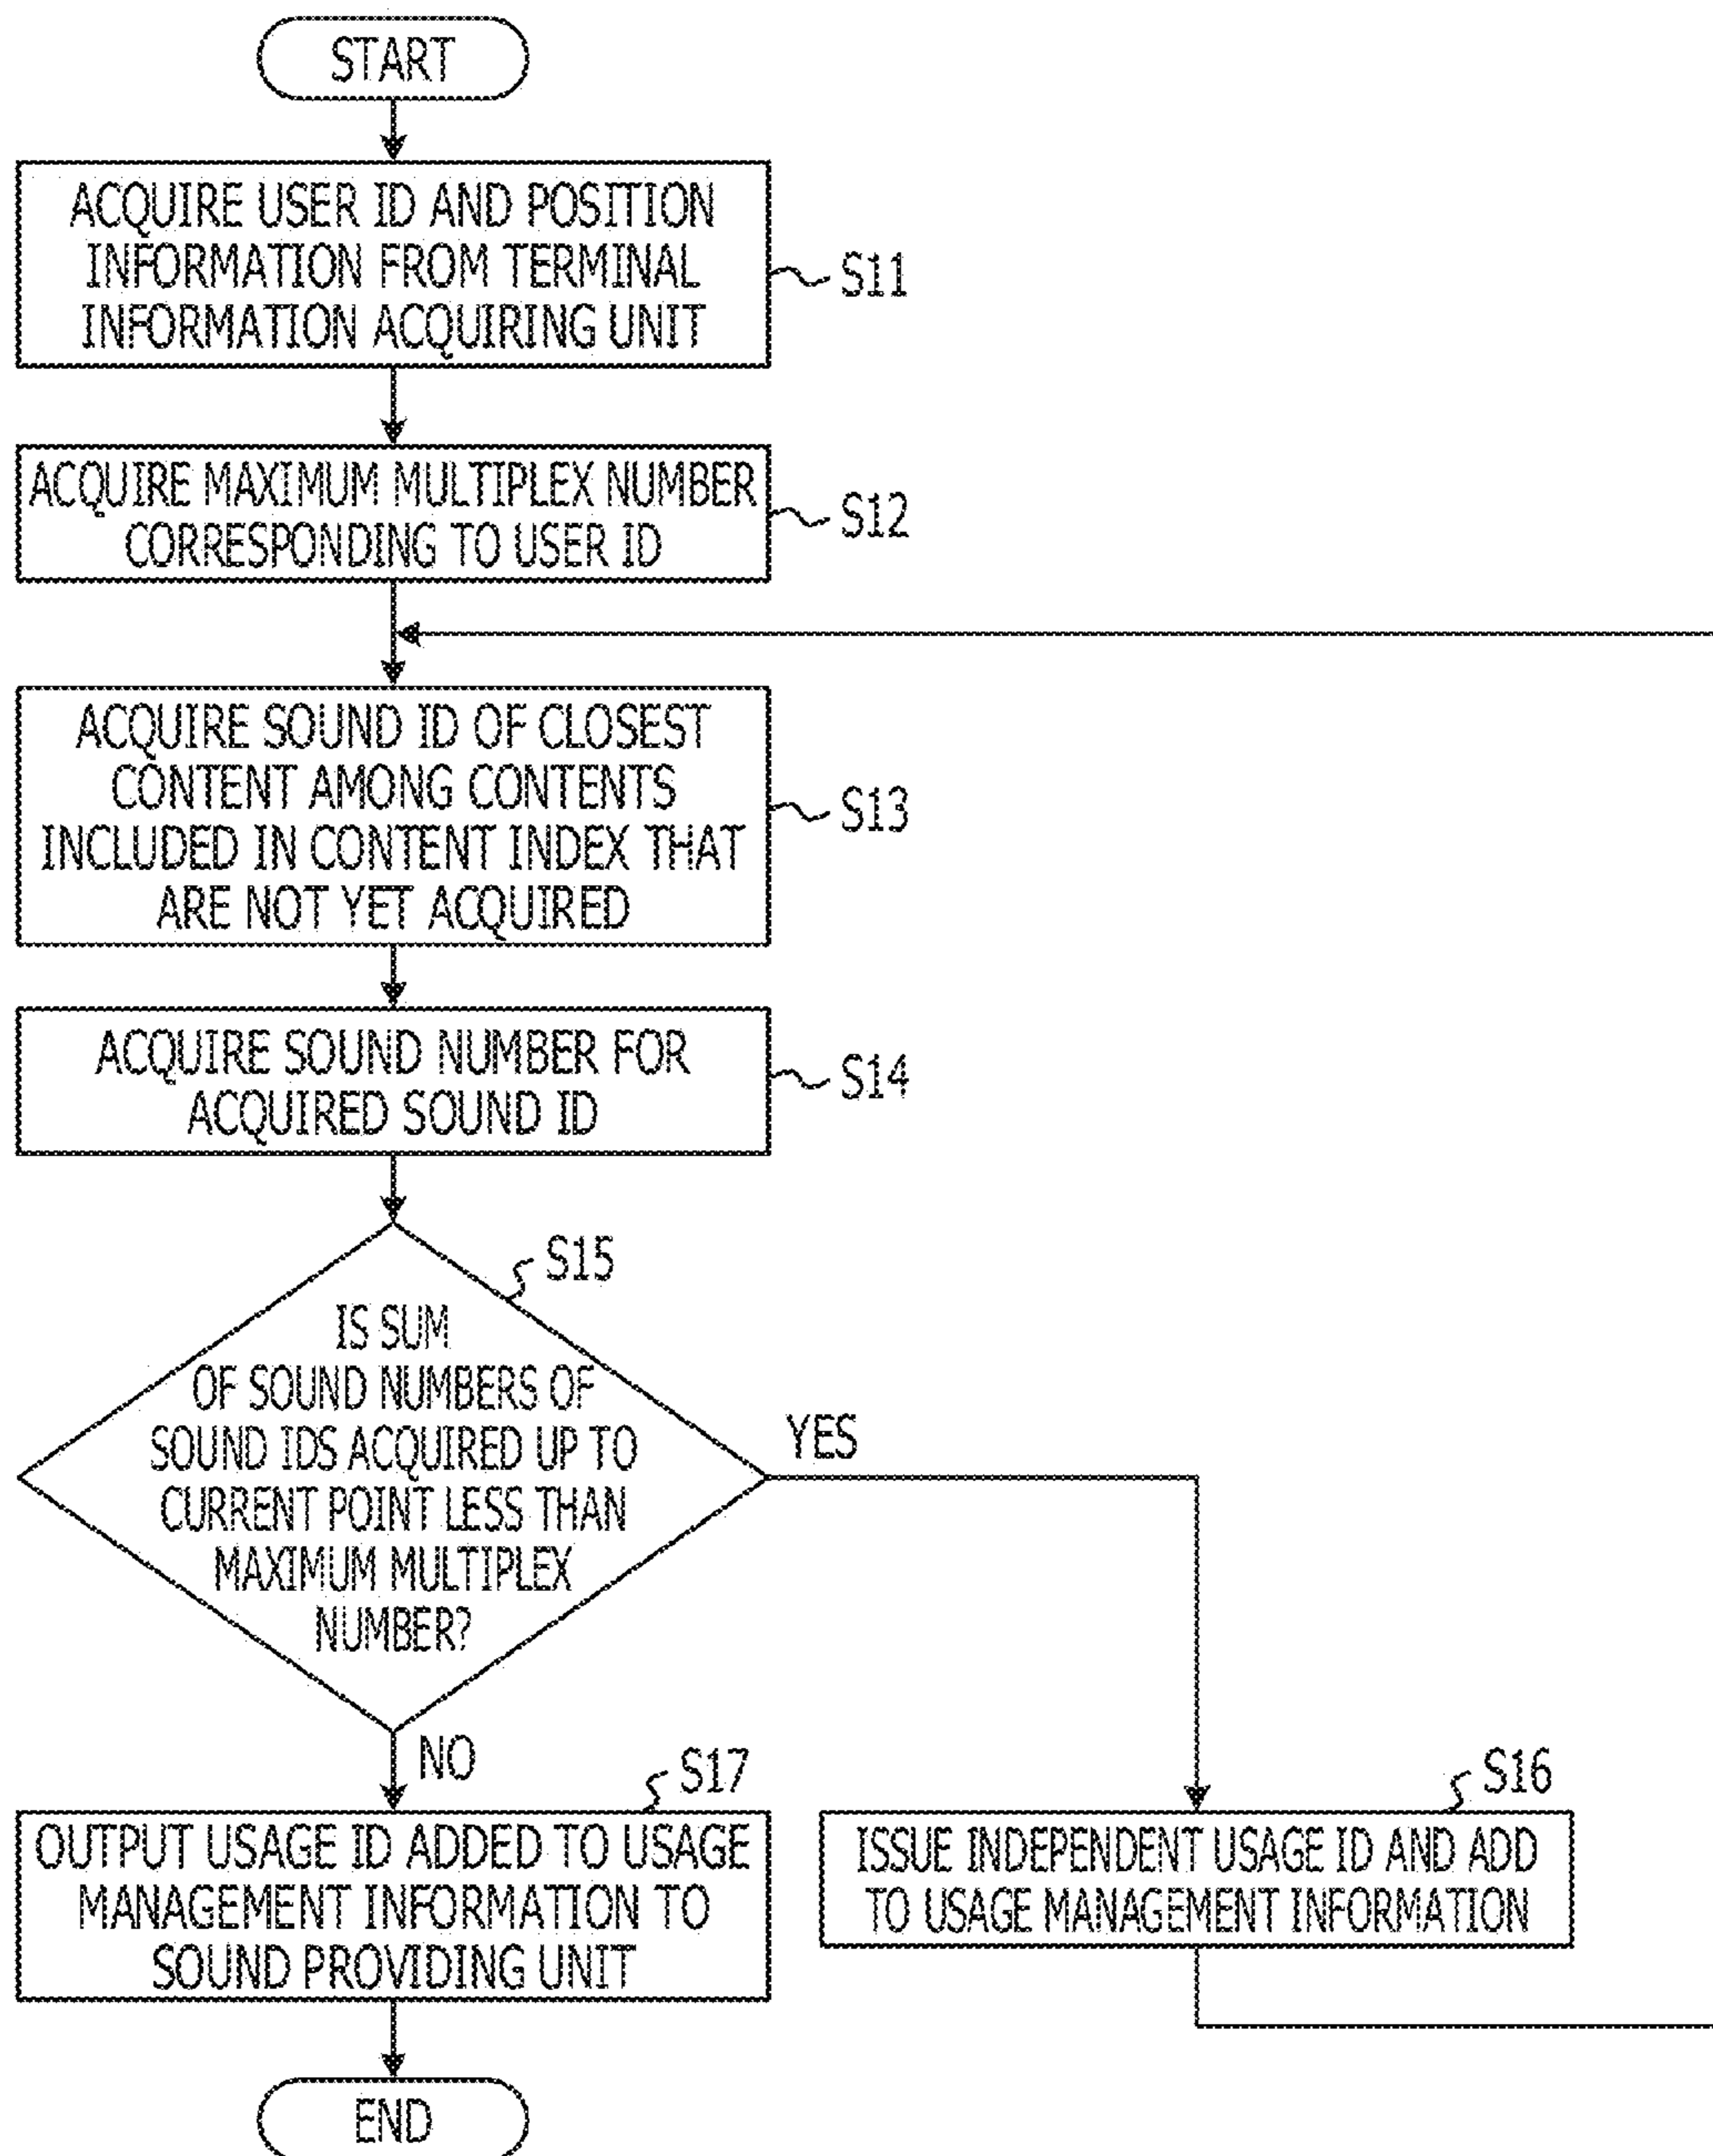 START
ACQUIRE USER ID AND POSITION
INFORMATION FROM TERMINAL
INFORMATION ACQUIRING UNIT
S11
ACQUIRE MAXIMUM MULTIPLEX NUMBER
CORRESPONDING TO USER ID
S12
ACQUIRE SOUND ID OF CLOSEST
CONTENT AMONG CONTENTS
INCLUDED IN CONTENT INDEX THAT
ARE NOT YET ACQUIRED
S13
ACQUIRE SOUND NUMBER FOR
ACQUIRED SOUND ID
S14
S15
IS SUM
OF SOUND NUMBERS OF
SOUND IDS ACQUIRED UP TO
CURRENT POINT LESS THAN
MAXIMUM MULTIPLEX
NUMBER?
YES
NO
S17
OUTPUT USAGE ID ADDED TO USAGE
MANAGEMENT INFORMATION TO
SOUND PROVIDING UNIT
S16
ISSUE INDEPENDENT USAGE ID AND ADD
TO USAGE MANAGEMENT INFORMATION
END